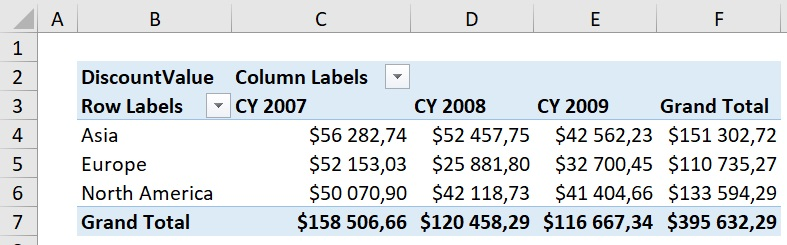 A B C D E F
1
2 DiscountValue Column Labels
3 Row Labels CY 2007 CY 2008 CY 2009 Grand Total
4 Asia $56 282,74 $52 457,75 $42 562,23 $151 302,72
5 Europe $52 153,03 $25 881,80 $32 700,45 $110 735,27
6 North America $50 070,90 $42 118,73 $41 404,66 $133 594,29
7 Grand Total $158 506,66 $120 458,29 $116 667,34 $395 632,29